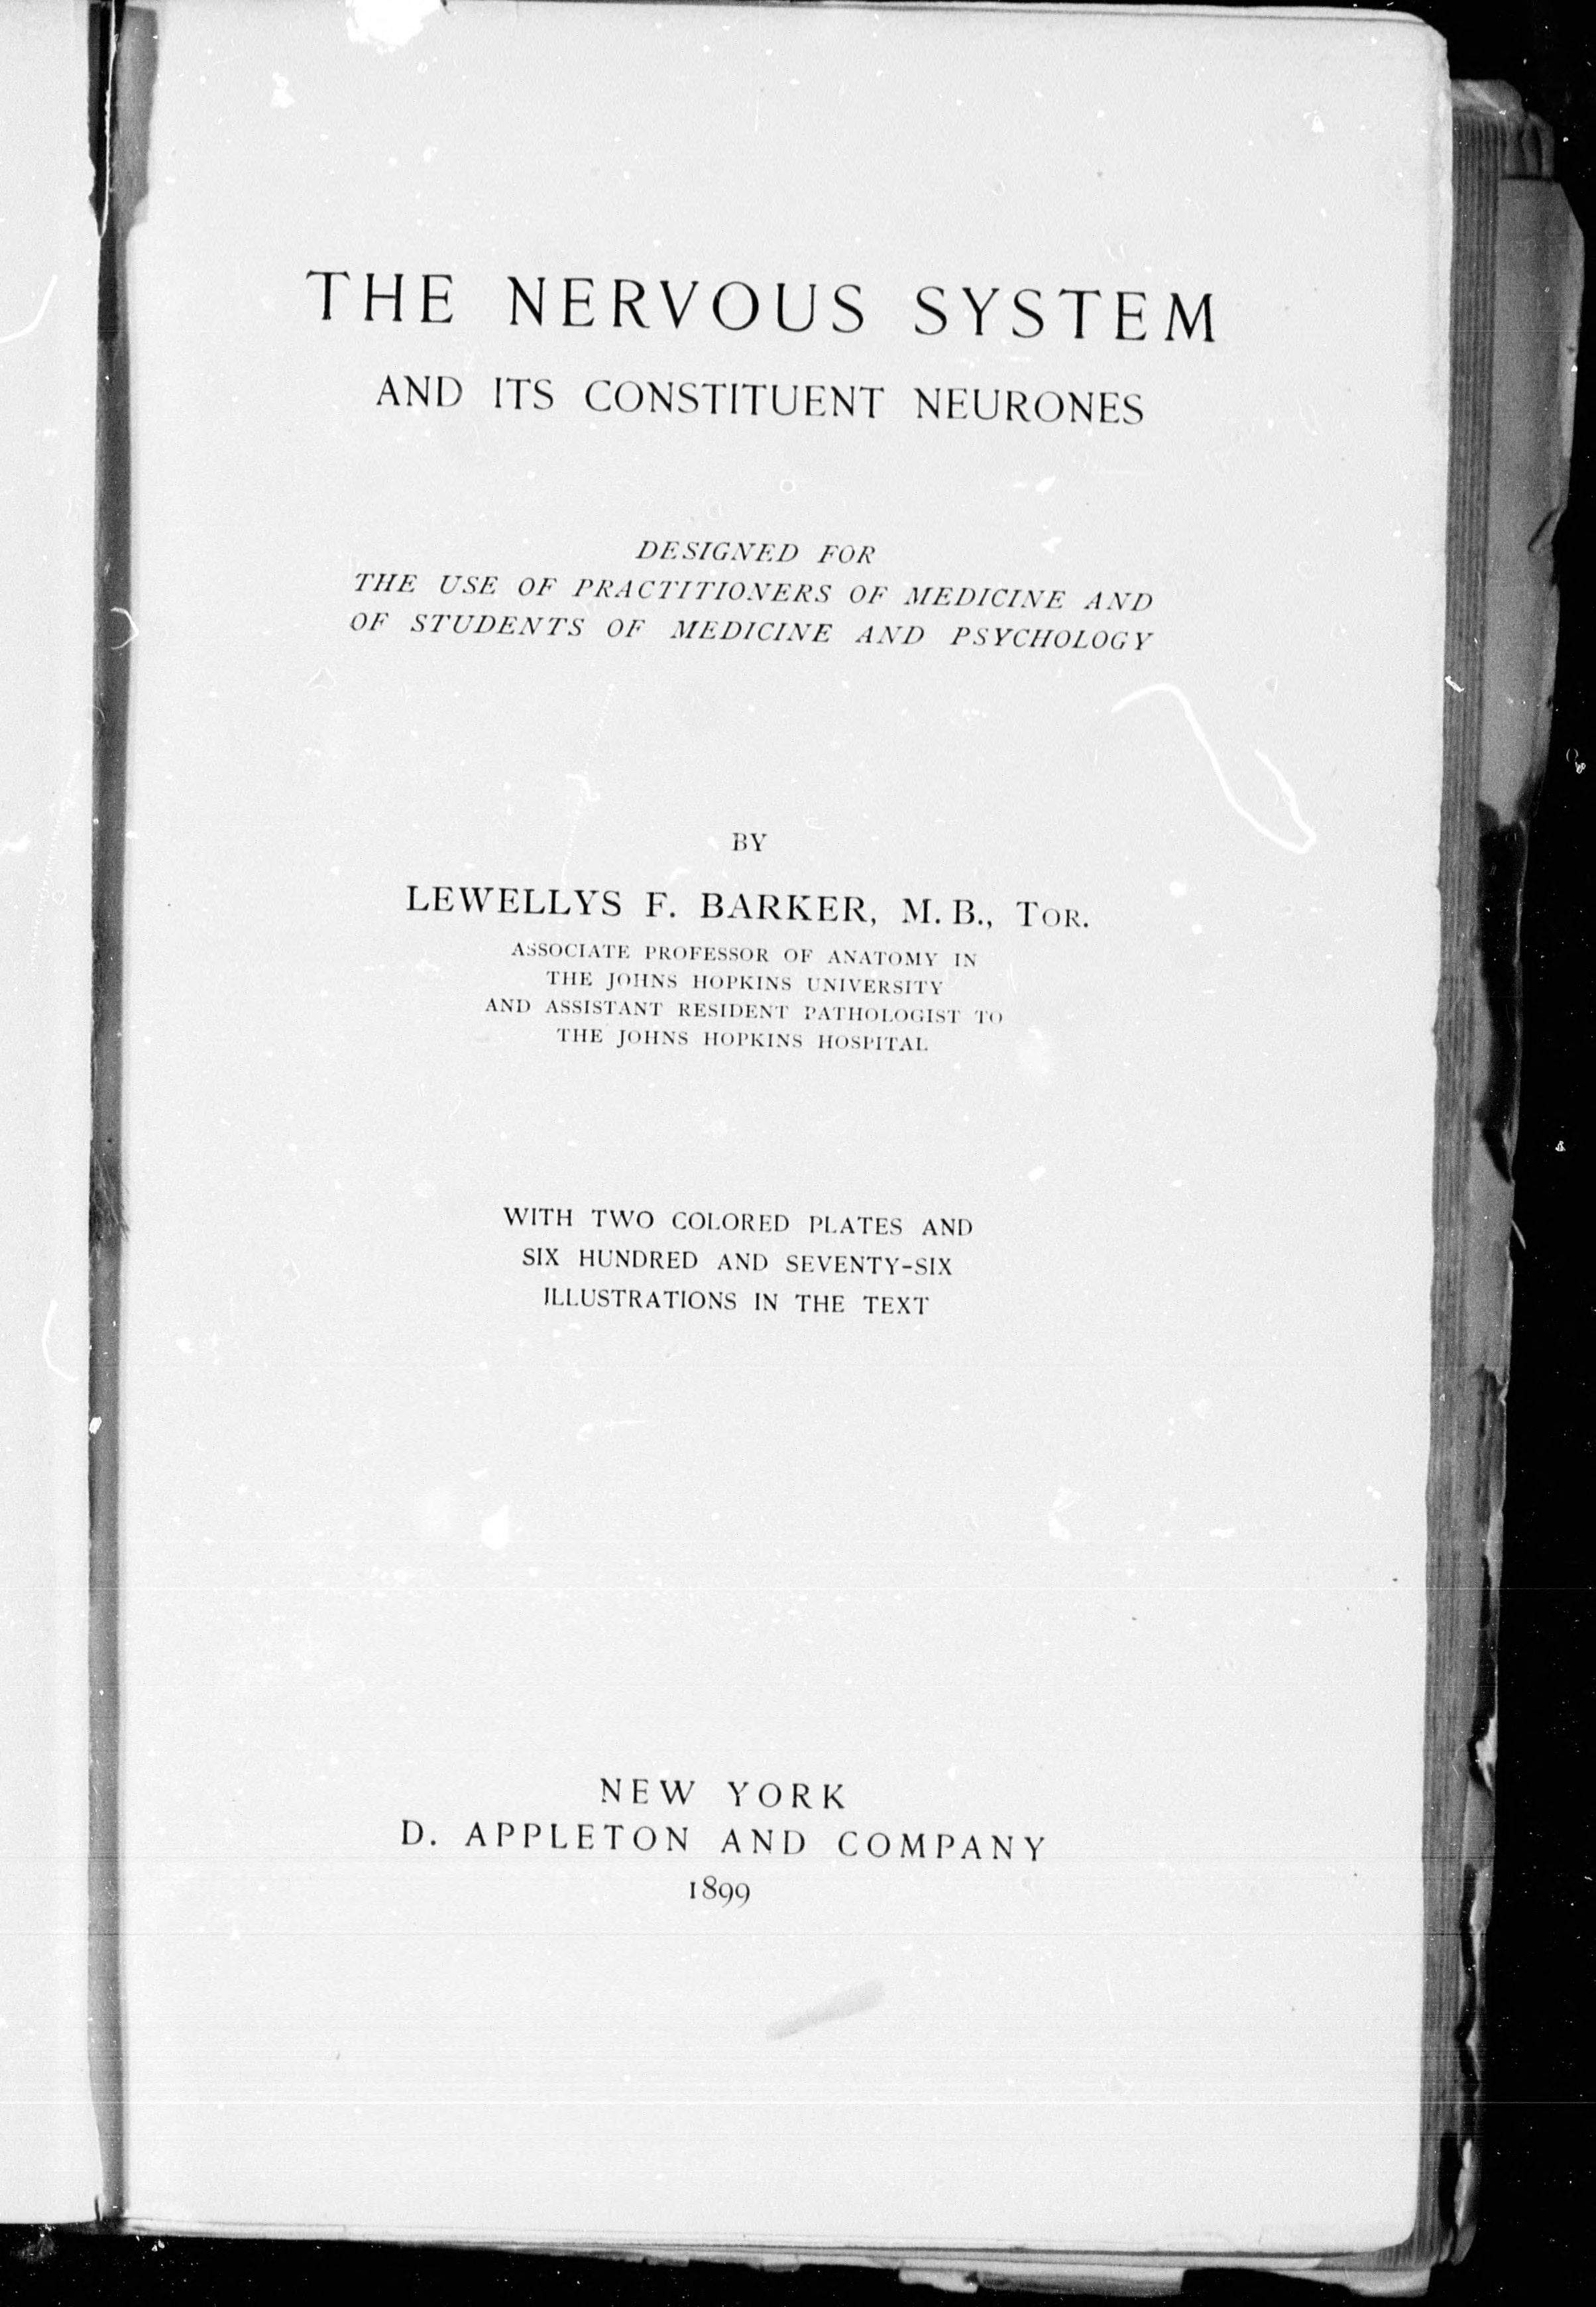 THE NERVOUS SYSTEM
AND ITS CONSTITUENT NEURONES
DESIGNED FOR
THE USE OF PRACTITIONERS OF MEDICINE AND
OF STUDENTS OF MEDICINE AND PSYCHOLOGY
BY
LEWELLYS F. BARKER, M. B., TOR.
ASSOCIATE PROFESSOR OF ANATOMY IN
THE JOHNS HOPKINS UNIVERSITY
AND ASSISTANT RESIDENT PATHOLOGIST TO
THE JOHNS HOPKINS HOSPITAL
WITH TWO COLORED PLATES AND
SIX HUNDRED AND SEVENTY-SIX
ILLUSTRATIONS IN THE TEXT
NEW YORK
D. APPLETON AND COMPANY
1899